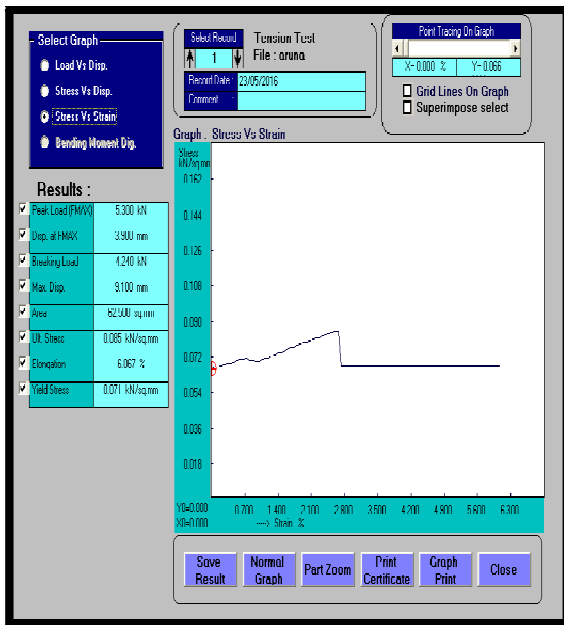 Select Graph
Load Vs Disp.
Stress Vs Disp.
Stress Vs Strain
Bending Moment Dig.
Select Record
1
Tension Test
File : aruna
Record Date : 23/05/2016
Comment :
Point Tracing On Graph
X- 0.000 % Y- 0.066
Grid Lines On Graph
Superimpose select
Graph . Stress Vs Strain
Results :
Peak Load (FMAX) 5.300 kN
Disp. at FMAX 3.900 mm
Breaking Load 4.240 kN
Max. Disp. 9.100 mm
Area 62.500 sq.mm
Ult. Stress 0.085 kN/sq.mm
Elongation 6.067 %
Yield Stress 0.071 kN/sq.mm
Stress
kN/sq.mm
0.162
0.144
0.126
0.108
0.090
0.072
0.054
0.036
0.018
Y0=0.000
X0=0.000
0.700 1.400 2.100 2.800 3.500 4.200 4.900 5.600 6.300
----> Strain %
Save Result
Normal Graph
Part Zoom
Print Certificate
Graph Print
Close